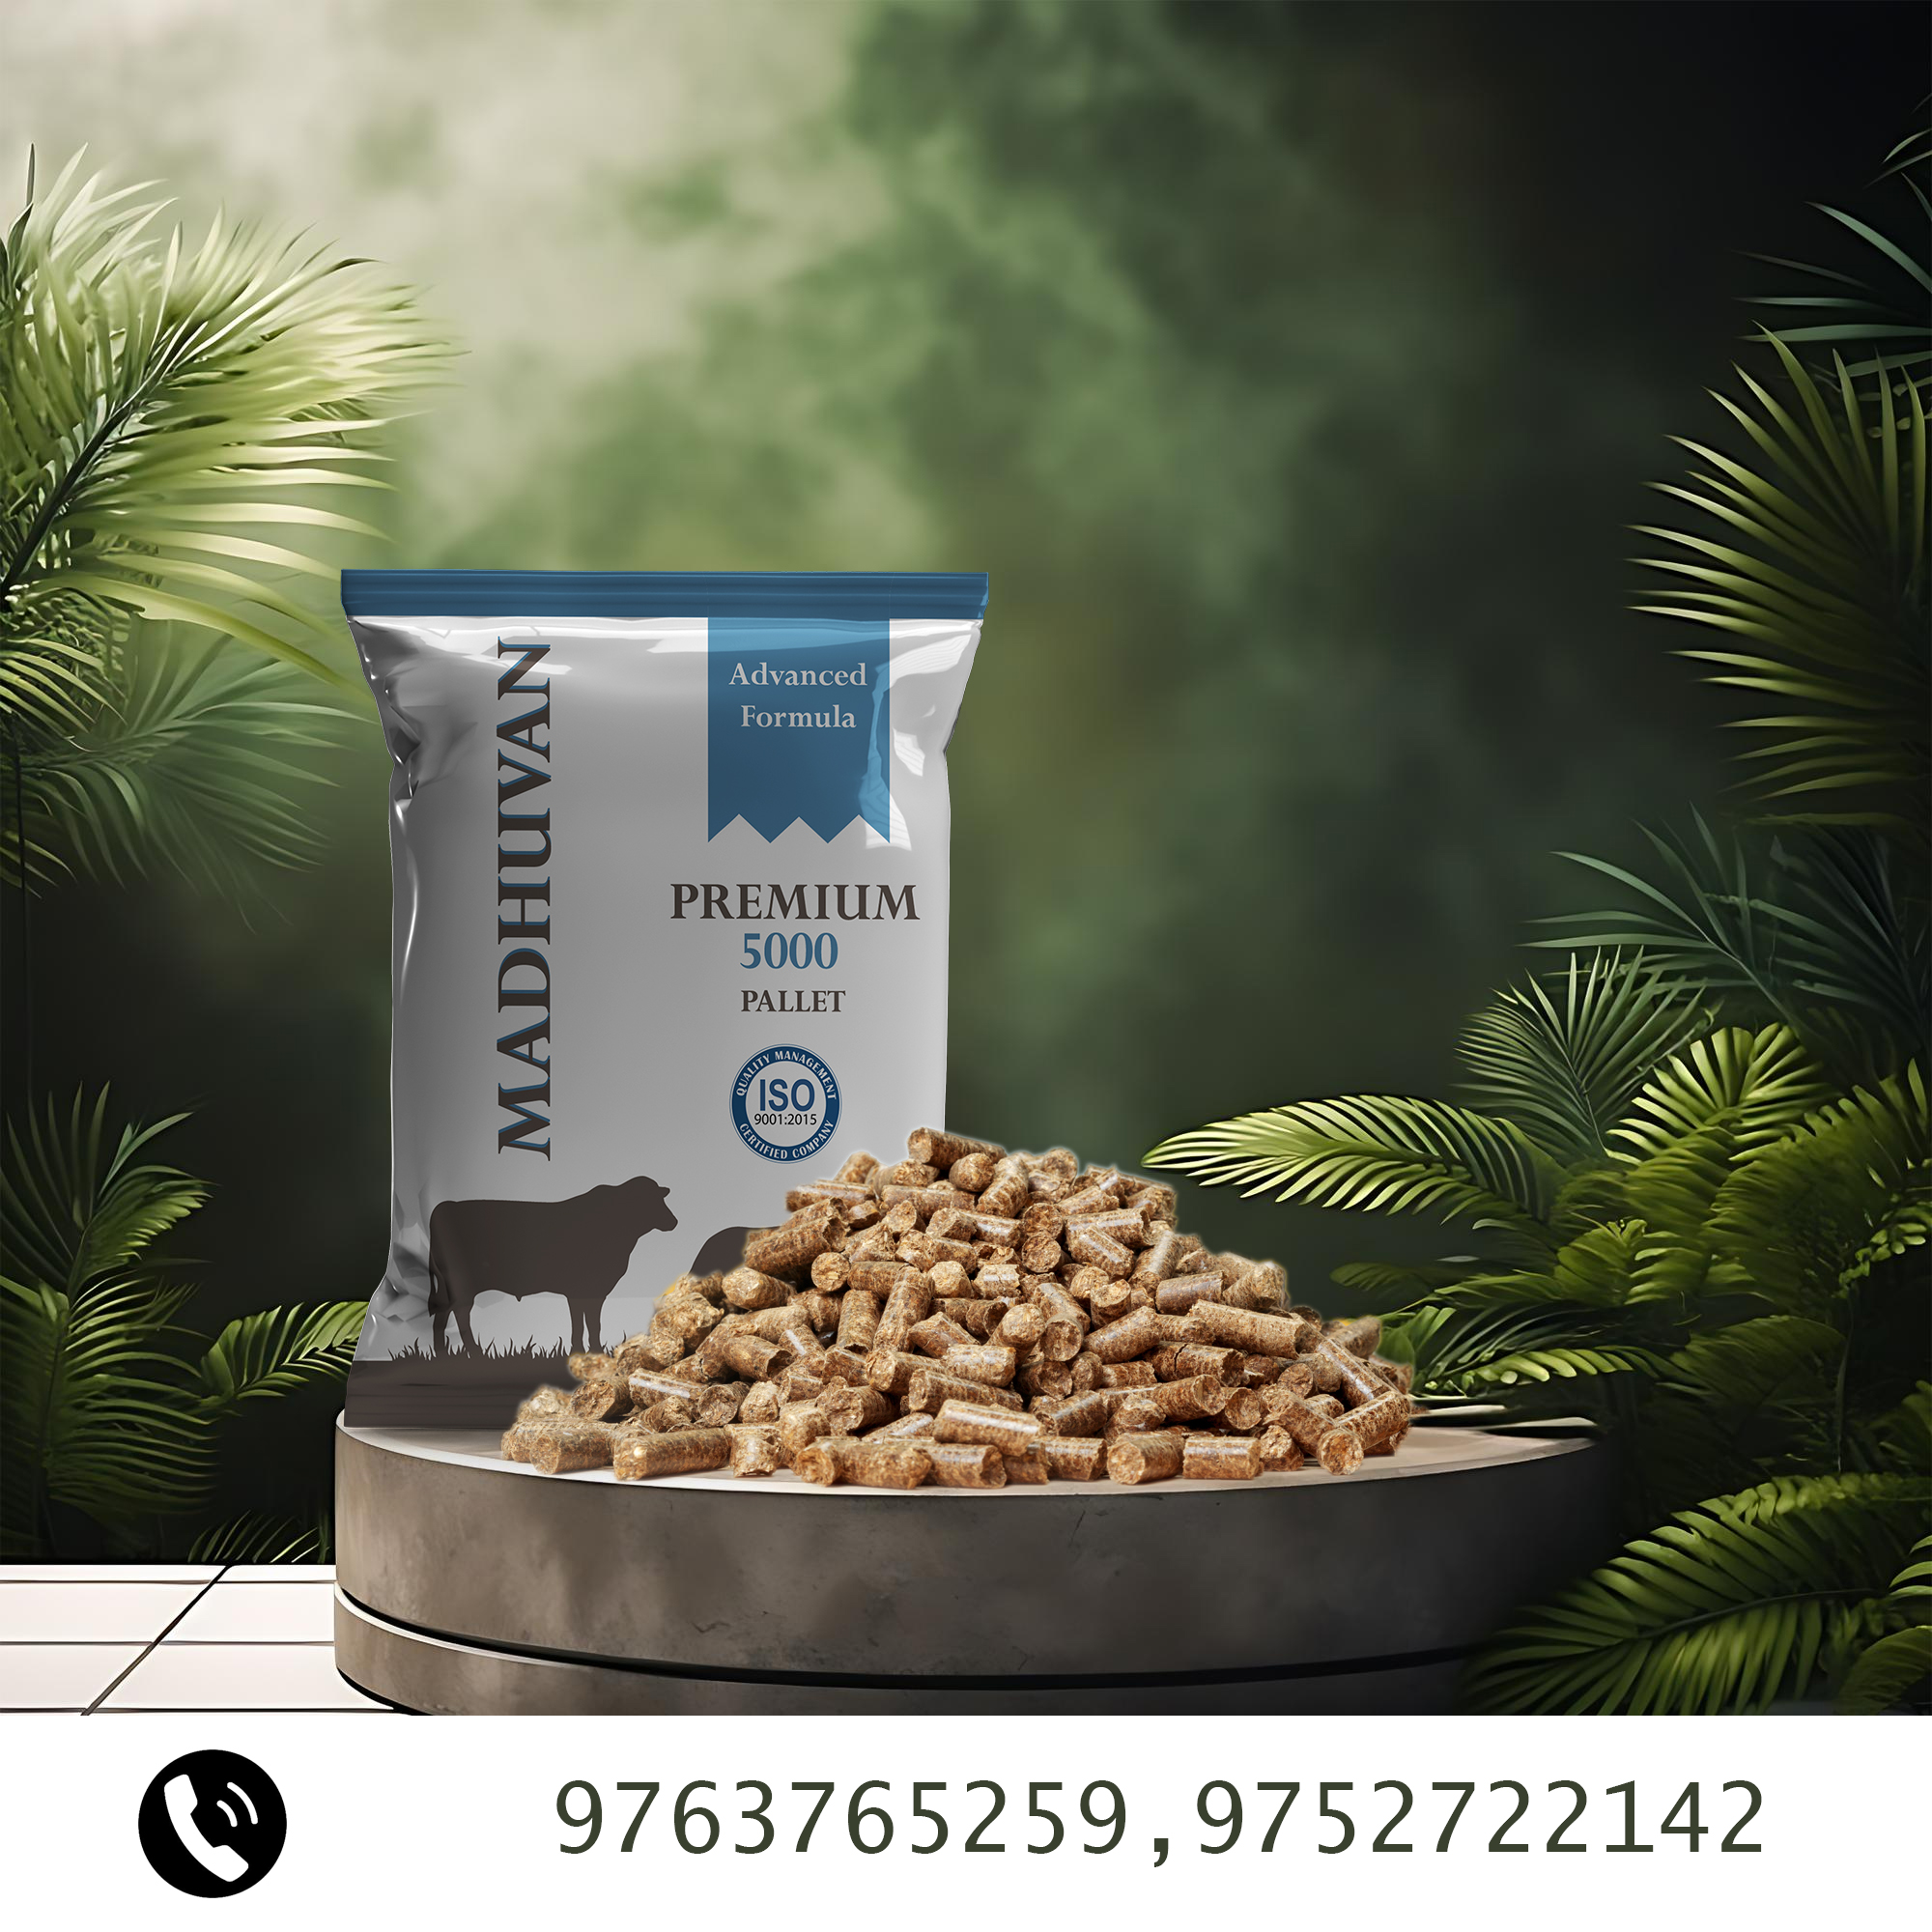 MADHUVAN
Advanced
Formula
PREMIUM
5000
PALLET
QUALITY MANAGEMENT
ISO
9001:2015
CERTIFIED COMPANY
9763765259,9752722142